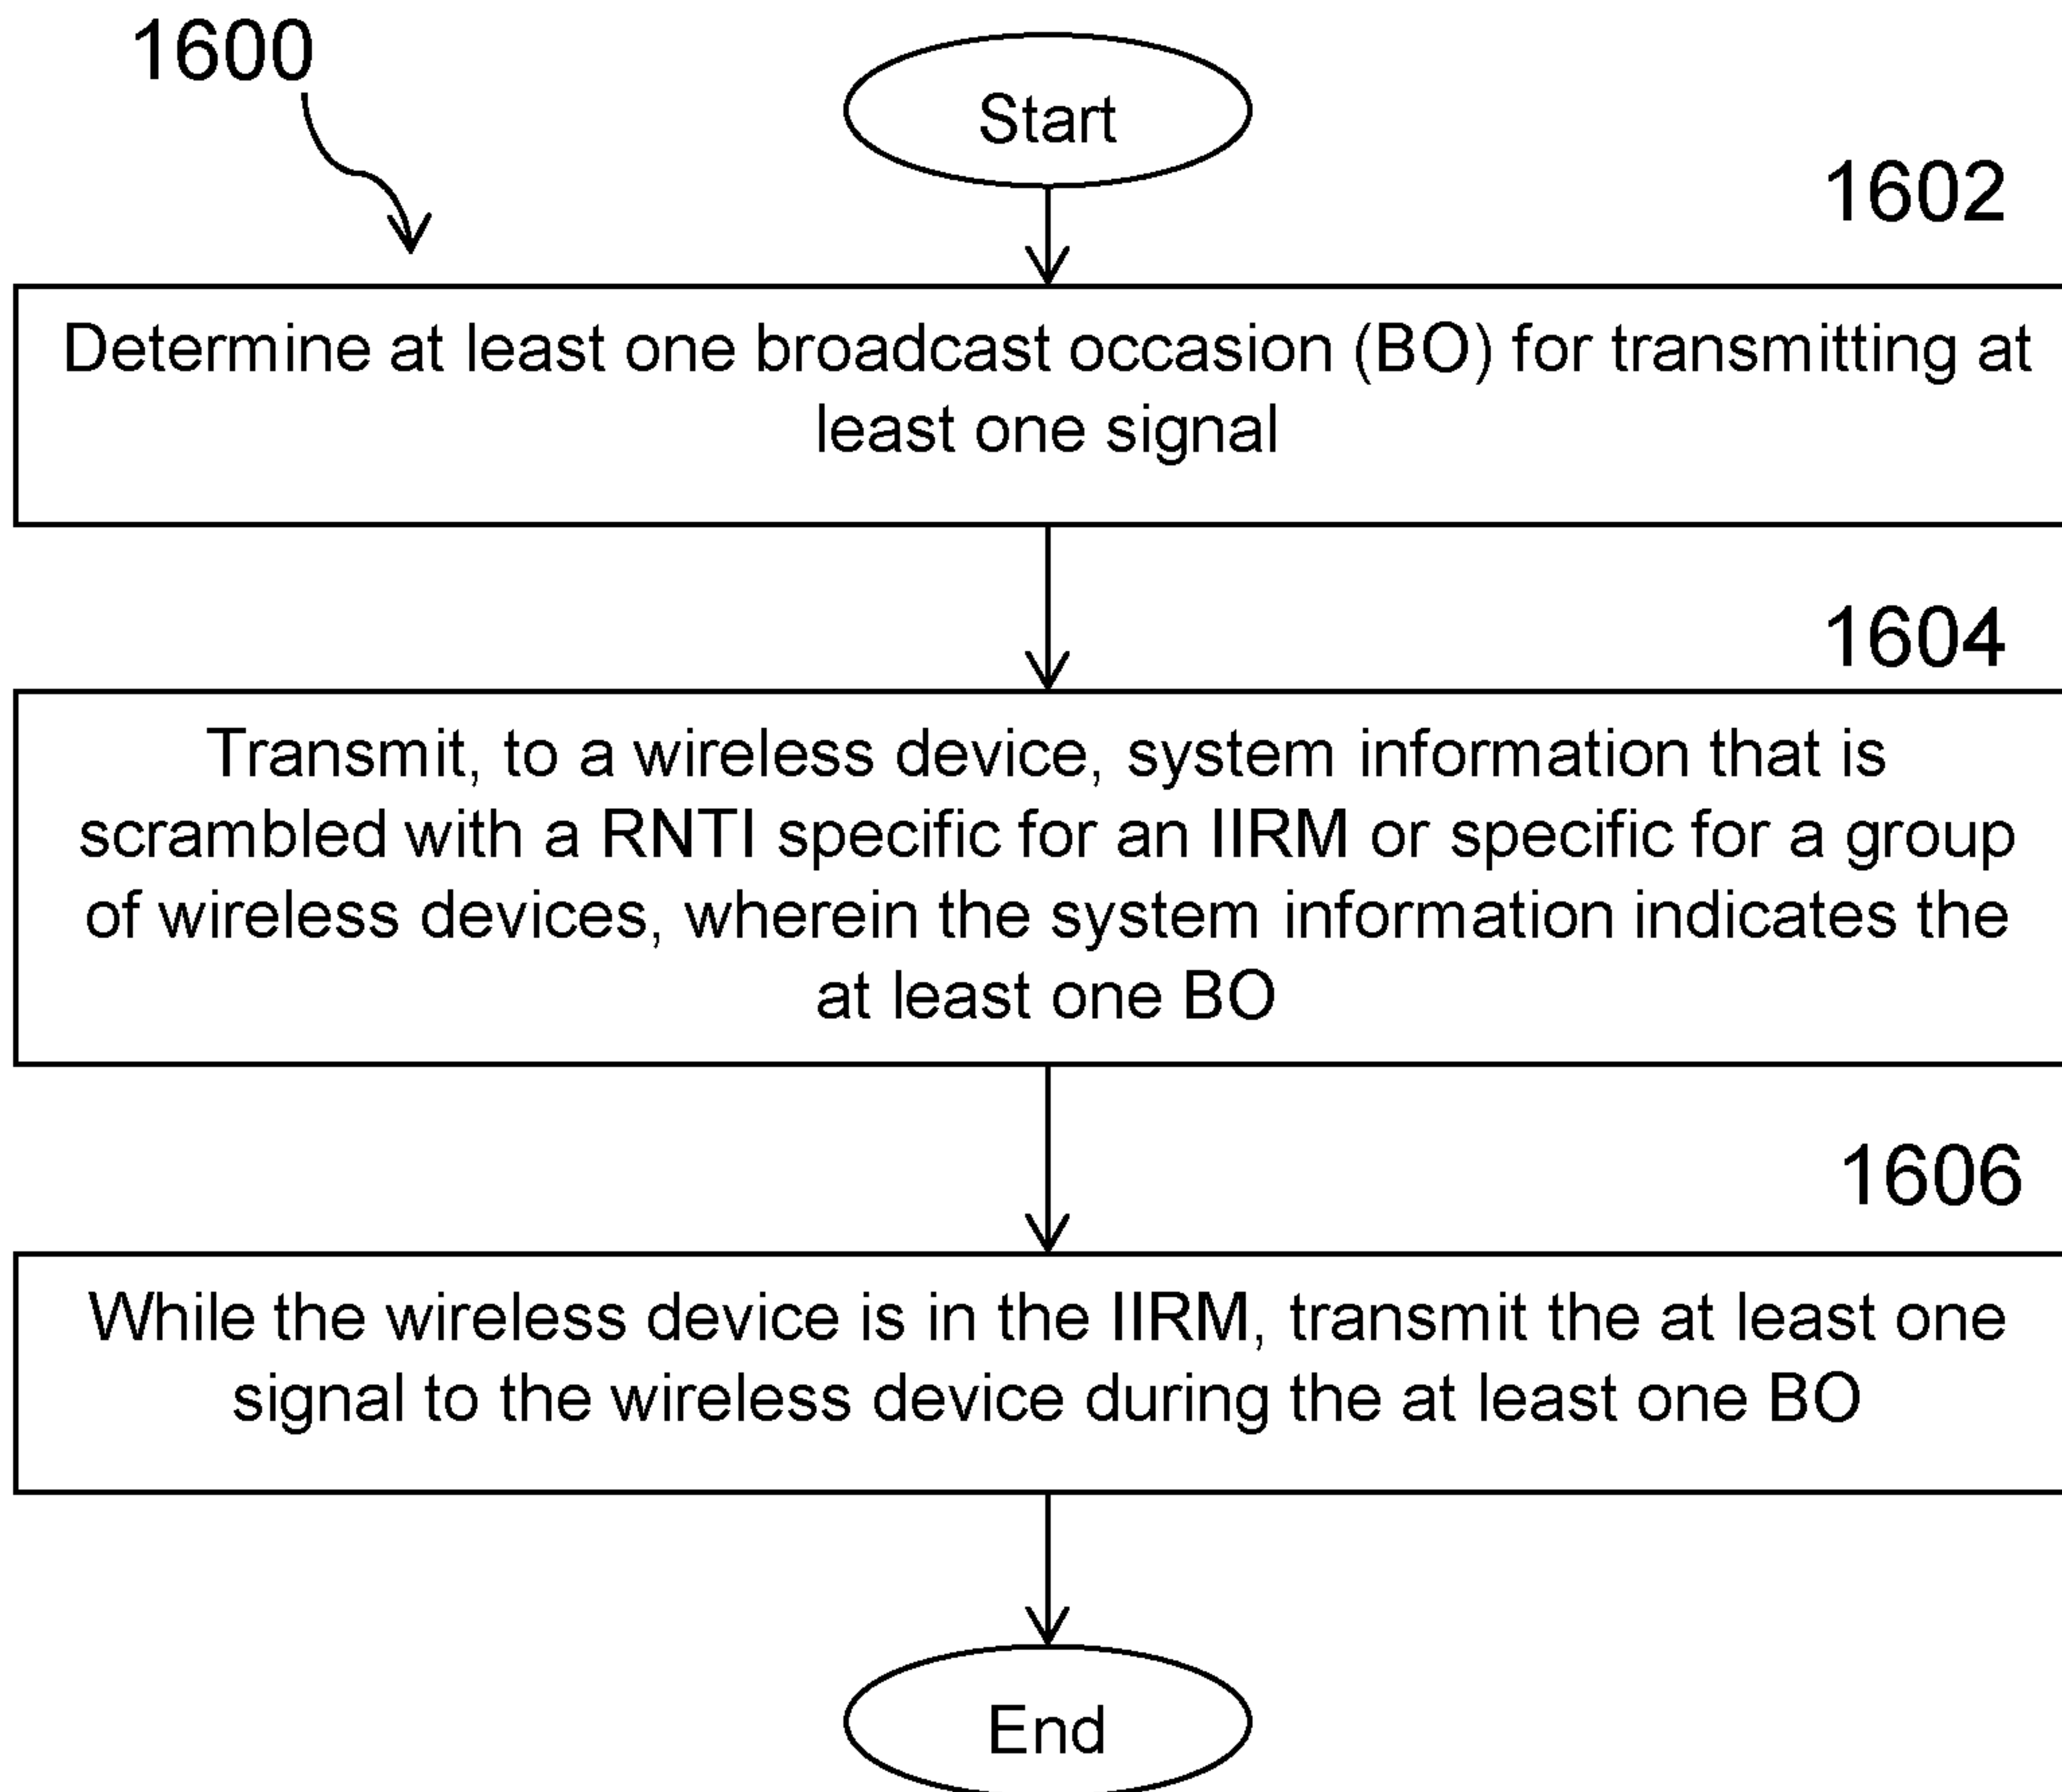 1600
Start
1602
Determine at least one broadcast occasion (BO) for transmitting at
least one signal
1604
Transmit, to a wireless device, system information that is
scrambled with a RNTI specific for an IIRM or specific for a group
of wireless devices, wherein the system information indicates the
at least one BO
1606
While the wireless device is in the IIRM, transmit the at least one
signal to the wireless device during the at least one BO
End